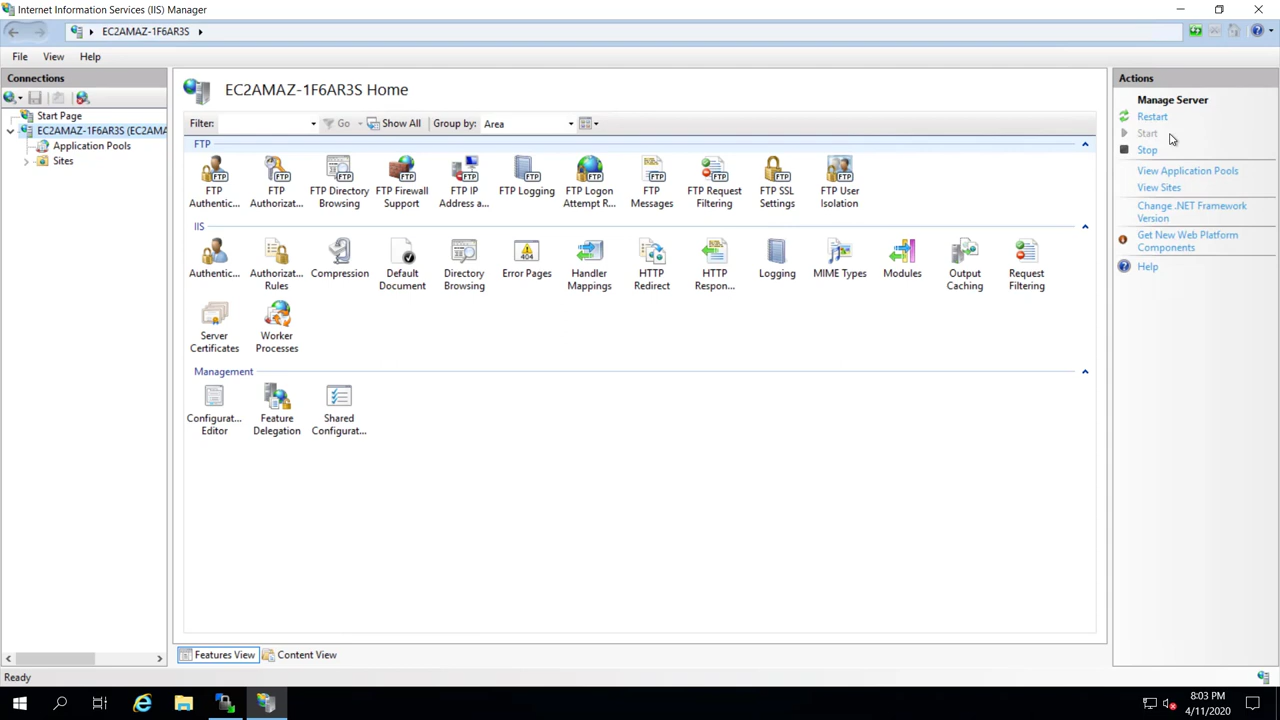 Internet Information Services (IIS) Manager
EC2AMAZ-1F6AR3S
File View Help
Connections
Start Page
EC2AMAZ-1F6AR3S (EC2AMA
Application Pools
Sites
EC2AMAZ-1F6AR3S Home
Filter: Go Show All Group by: Area
FTP
FTP Authentic...
FTP Authorizat...
FTP Directory Browsing
FTP Firewall Support
FTP IP Address a...
FTP Logging
FTP Logon Attempt R...
FTP Messages
FTP Request Filtering
FTP SSL Settings
FTP User Isolation
IIS
Authentic...
Authorizat... Rules
Compression
Default Document
Directory Browsing
Error Pages
Handler Mappings
HTTP Redirect
HTTP Respon...
Logging
MIME Types
Modules
Output Caching
Request Filtering
Server Certificates
Worker Processes
Management
Configurat... Editor
Feature Delegation
Shared Configurat...
Features View Content View
Actions
Manage Server
Restart
Start
Stop
View Application Pools
View Sites
Change .NET Framework
Version
Get New Web Platform
Components
Help
Ready
8:03 PM
4/11/2020